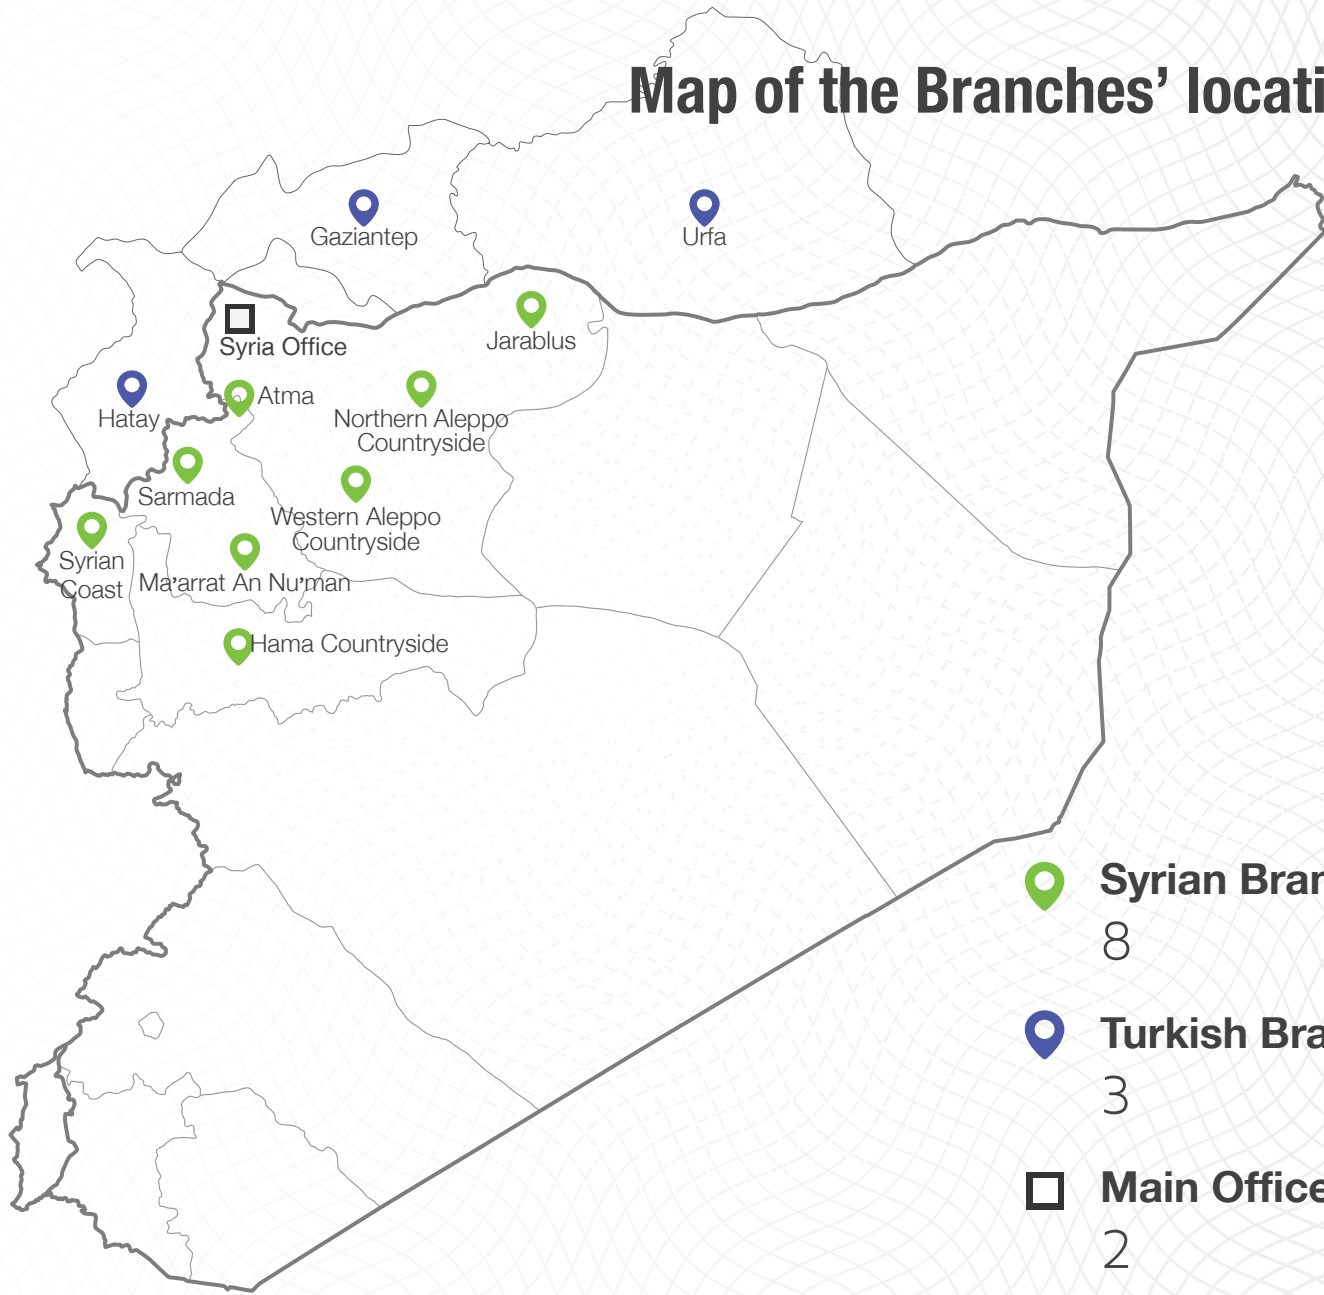 Map of the Branches’ locati
Gaziantep
Urfa
Syria Office
Jarablus
Atma
Hatay
Northern Aleppo
Countryside
Sarmada
Western Aleppo
Countryside
Syrian
Coast
Ma’arrat An Nu’man
Hama Countryside
Syrian Bran
8
Turkish Bra
3
Main Office
2